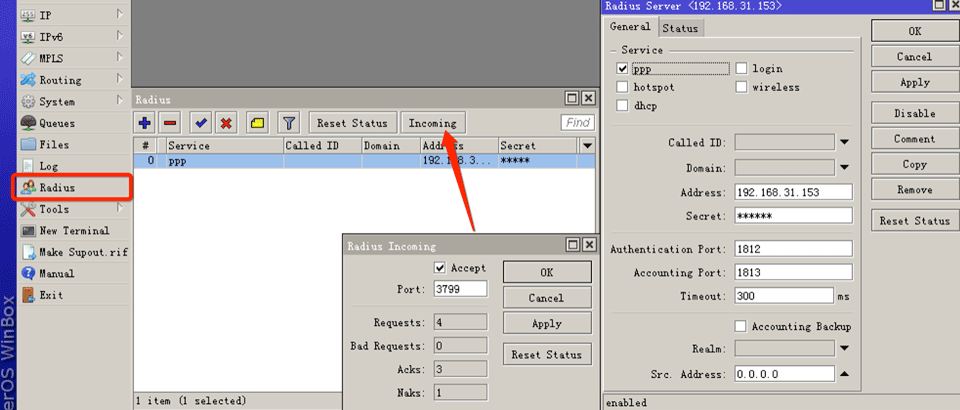 IP
IPv6
MPLS
Routing
System
Queues
Files
Log
Radius
Tools
New Terminal
Make Supout.rif
Manual
Exit
erOS WinBox
Radius
Reset Status
Incoming
Find
# Service Called ID Domain Address Secret
0 ppp 192.168.3... *****
1 item (1 selected)
Radius Incoming
Accept
Port: 3799
Requests: 4
Bad Requests: 0
Acks: 3
Naks: 1
OK
Cancel
Apply
Reset Status
Radius Server <192.168.31.153>
General Status
Service
ppp login
hotspot wireless
dhcp
Called ID:
Domain:
Address: 192.168.31.153
Secret: ******
Authentication Port: 1812
Accounting Port: 1813
Timeout: 300 ms
Accounting Backup
Realm:
Src. Address: 0.0.0.0
enabled
OK
Cancel
Apply
Disable
Comment
Copy
Remove
Reset Status